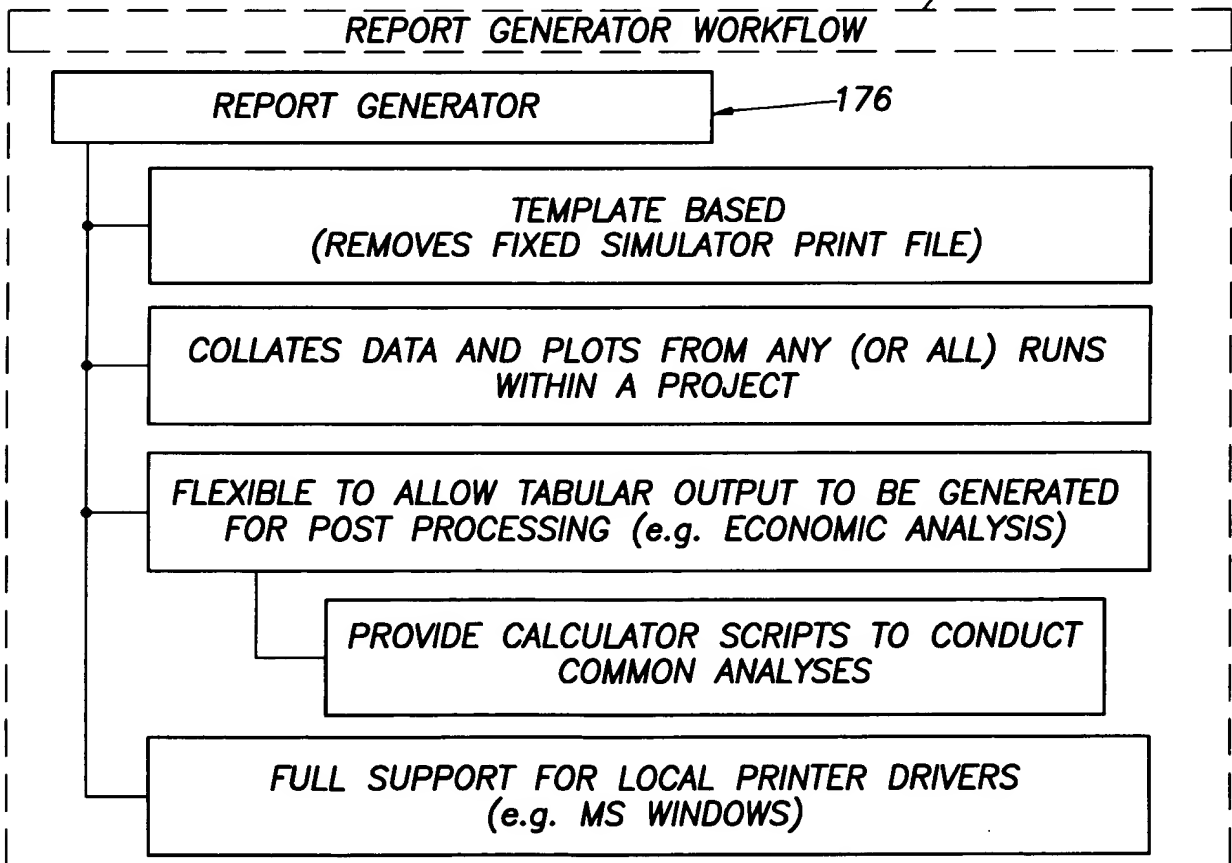 REPORT GENERATOR WORKFLOW
REPORT GENERATOR
176
TEMPLATE BASED
(REMOVES FIXED SIMULATOR PRINT FILE)
COLLATES DATA AND PLOTS FROM ANY (OR ALL) RUNS
WITHIN A PROJECT
FLEXIBLE TO ALLOW TABULAR OUTPUT TO BE GENERATED
FOR POST PROCESSING (e.g. ECONOMIC ANALYSIS)
PROVIDE CALCULATOR SCRIPTS TO CONDUCT
COMMON ANALYSES
FULL SUPPORT FOR LOCAL PRINTER DRIVERS
(e.g. MS WINDOWS)